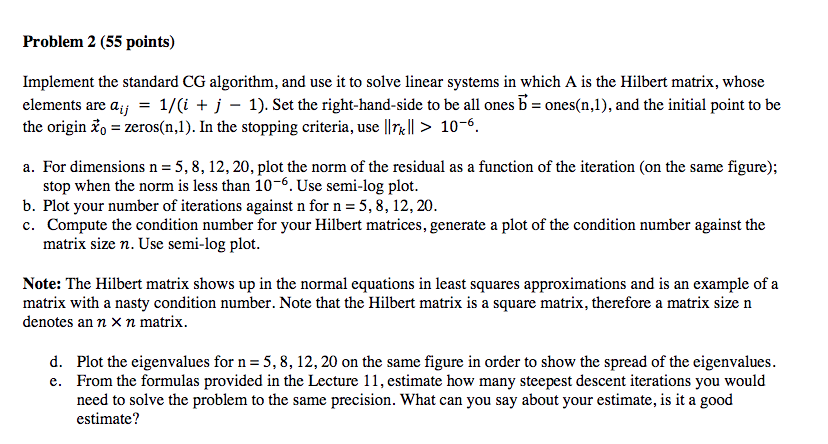 Problem 2 (55 points)
Implement the standard CG algorithm, and use it to solve linear systems in which A is the Hilbert matrix, whose
elements are aᵢⱼ = 1/(i + j − 1). Set the right-hand-side to be all ones b⃗ = ones(n,1), and the initial point to be
the origin x⃗₀ = zeros(n,1). In the stopping criteria, use ||rₖ|| > 10⁻⁶.
a. For dimensions n = 5, 8, 12, 20, plot the norm of the residual as a function of the iteration (on the same figure);
stop when the norm is less than 10⁻⁶. Use semi-log plot.
b. Plot your number of iterations against n for n = 5, 8, 12, 20.
c. Compute the condition number for your Hilbert matrices, generate a plot of the condition number against the
matrix size n. Use semi-log plot.
Note: The Hilbert matrix shows up in the normal equations in least squares approximations and is an example of a
matrix with a nasty condition number. Note that the Hilbert matrix is a square matrix, therefore a matrix size n
denotes an n × n matrix.
d. Plot the eigenvalues for n = 5, 8, 12, 20 on the same figure in order to show the spread of the eigenvalues.
e. From the formulas provided in the Lecture 11, estimate how many steepest descent iterations you would
need to solve the problem to the same precision. What can you say about your estimate, is it a good
estimate?